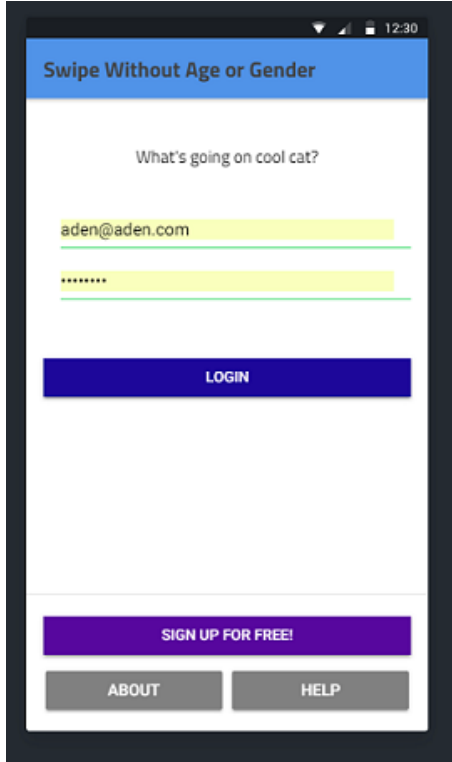 12:30
Swipe Without Age or Gender
What's going on cool cat?
aden@aden.com
••••••••
LOGIN
SIGN UP FOR FREE!
ABOUT HELP